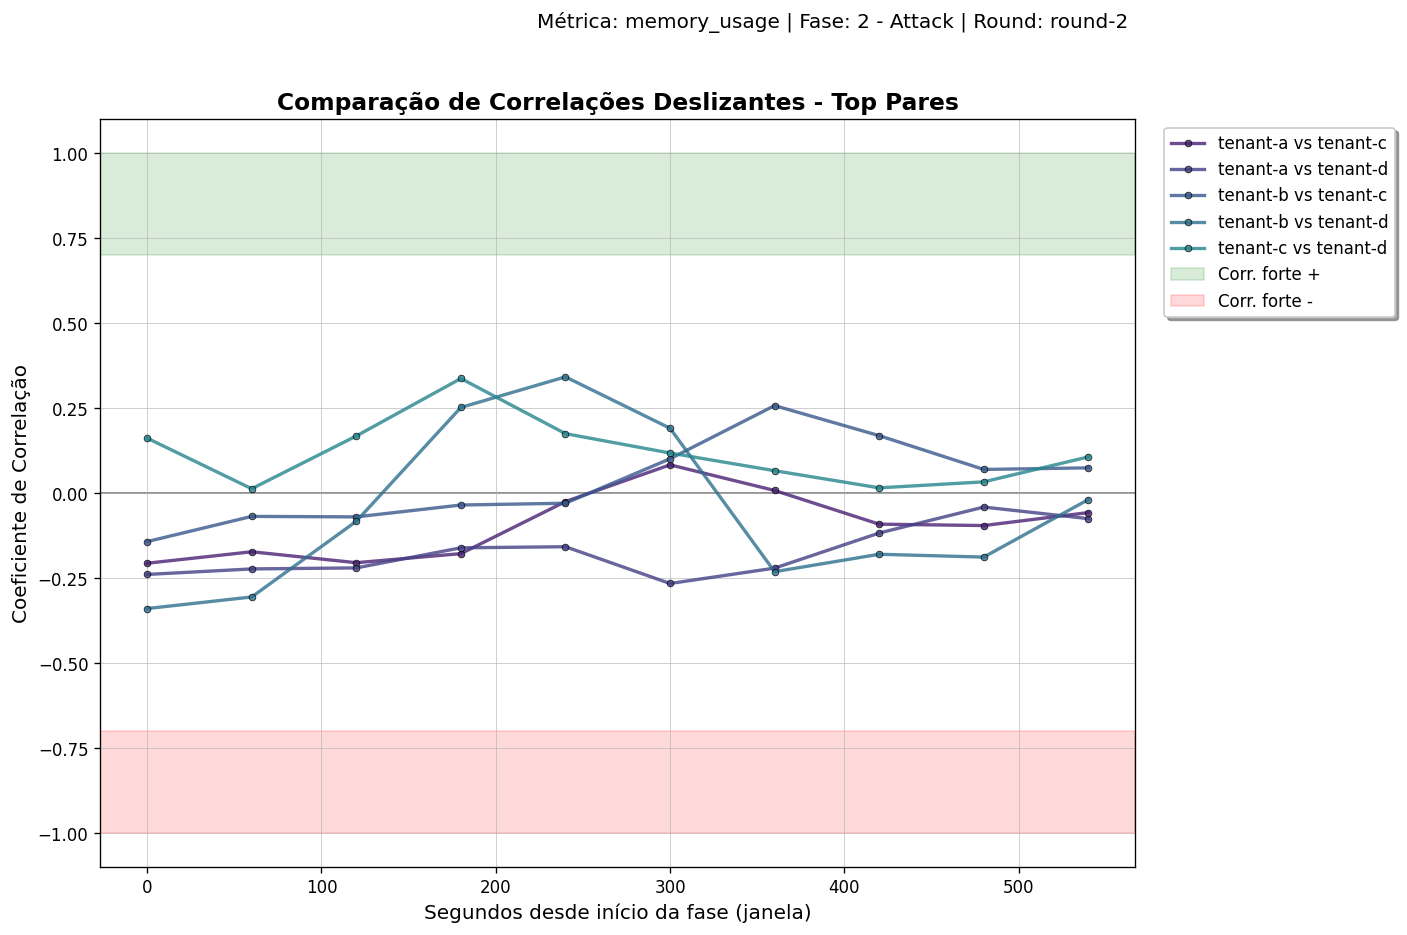 Métrica: memory_usage | Fase: 2 - Attack | Round: round-2
Comparação de Correlações Deslizantes - Top Pares
1.00
0.75
0.50
0.25
0.00
−0.25
−0.50
−0.75
−1.00
Coeficiente de Correlação
0
100
200
300
400
500
Segundos desde início da fase (janela)
tenant-a vs tenant-c
tenant-a vs tenant-d
tenant-b vs tenant-c
tenant-b vs tenant-d
tenant-c vs tenant-d
Corr. forte +
Corr. forte -